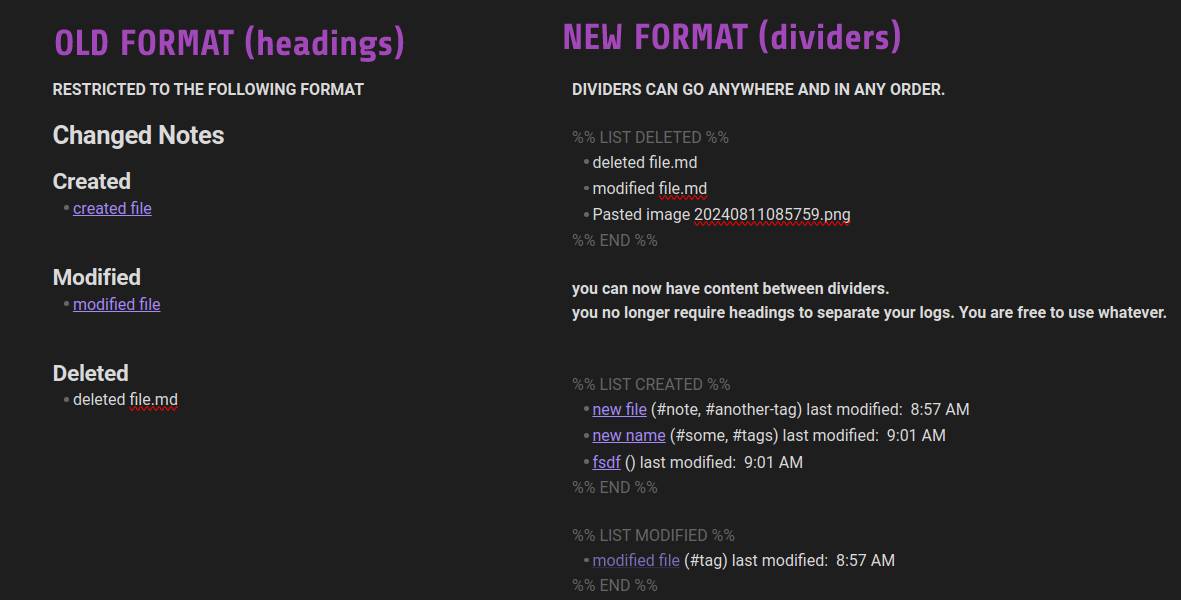 OLD FORMAT (headings)
RESTRICTED TO THE FOLLOWING FORMAT
Changed Notes
Created
• created file
Modified
• modified file
Deleted
• deleted file.md
NEW FORMAT (dividers)
DIVIDERS CAN GO ANYWHERE AND IN ANY ORDER.
%% LIST DELETED %%
• deleted file.md
• modified file.md
• Pasted image 20240811085759.png
%% END %%
you can now have content between dividers.
you no longer require headings to separate your logs. You are free to use whatever.
%% LIST CREATED %%
• new file (#note, #another-tag) last modified:  8:57 AM
• new name (#some, #tags) last modified:  9:01 AM
• fsdf () last modified:  9:01 AM
%% END %%
%% LIST MODIFIED %%
• modified file (#tag) last modified:  8:57 AM
%% END %%